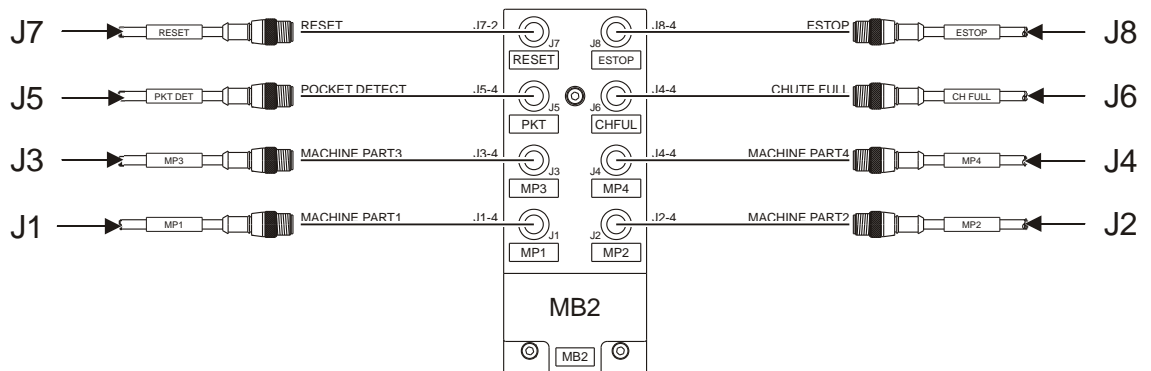 J7 RESET RESET J7-2 J7 J8 J8-4 ESTOP ESTOP J8
RESET ESTOP
J5 PKT DET POCKET DETECT J5-4 J5 J6 J4-4 CHUTE FULL CH FULL J6
PKT CHFUL
J3 MP3 MACHINE PART3 J3-4 J3 J4 J4-4 MACHINE PART4 MP4 J4
MP3 MP4
J1 MP1 MACHINE PART1 J1-4 J1 J2 J2-4 MACHINE PART2 MP2 J2
MP1 MP2
MB2
MB2